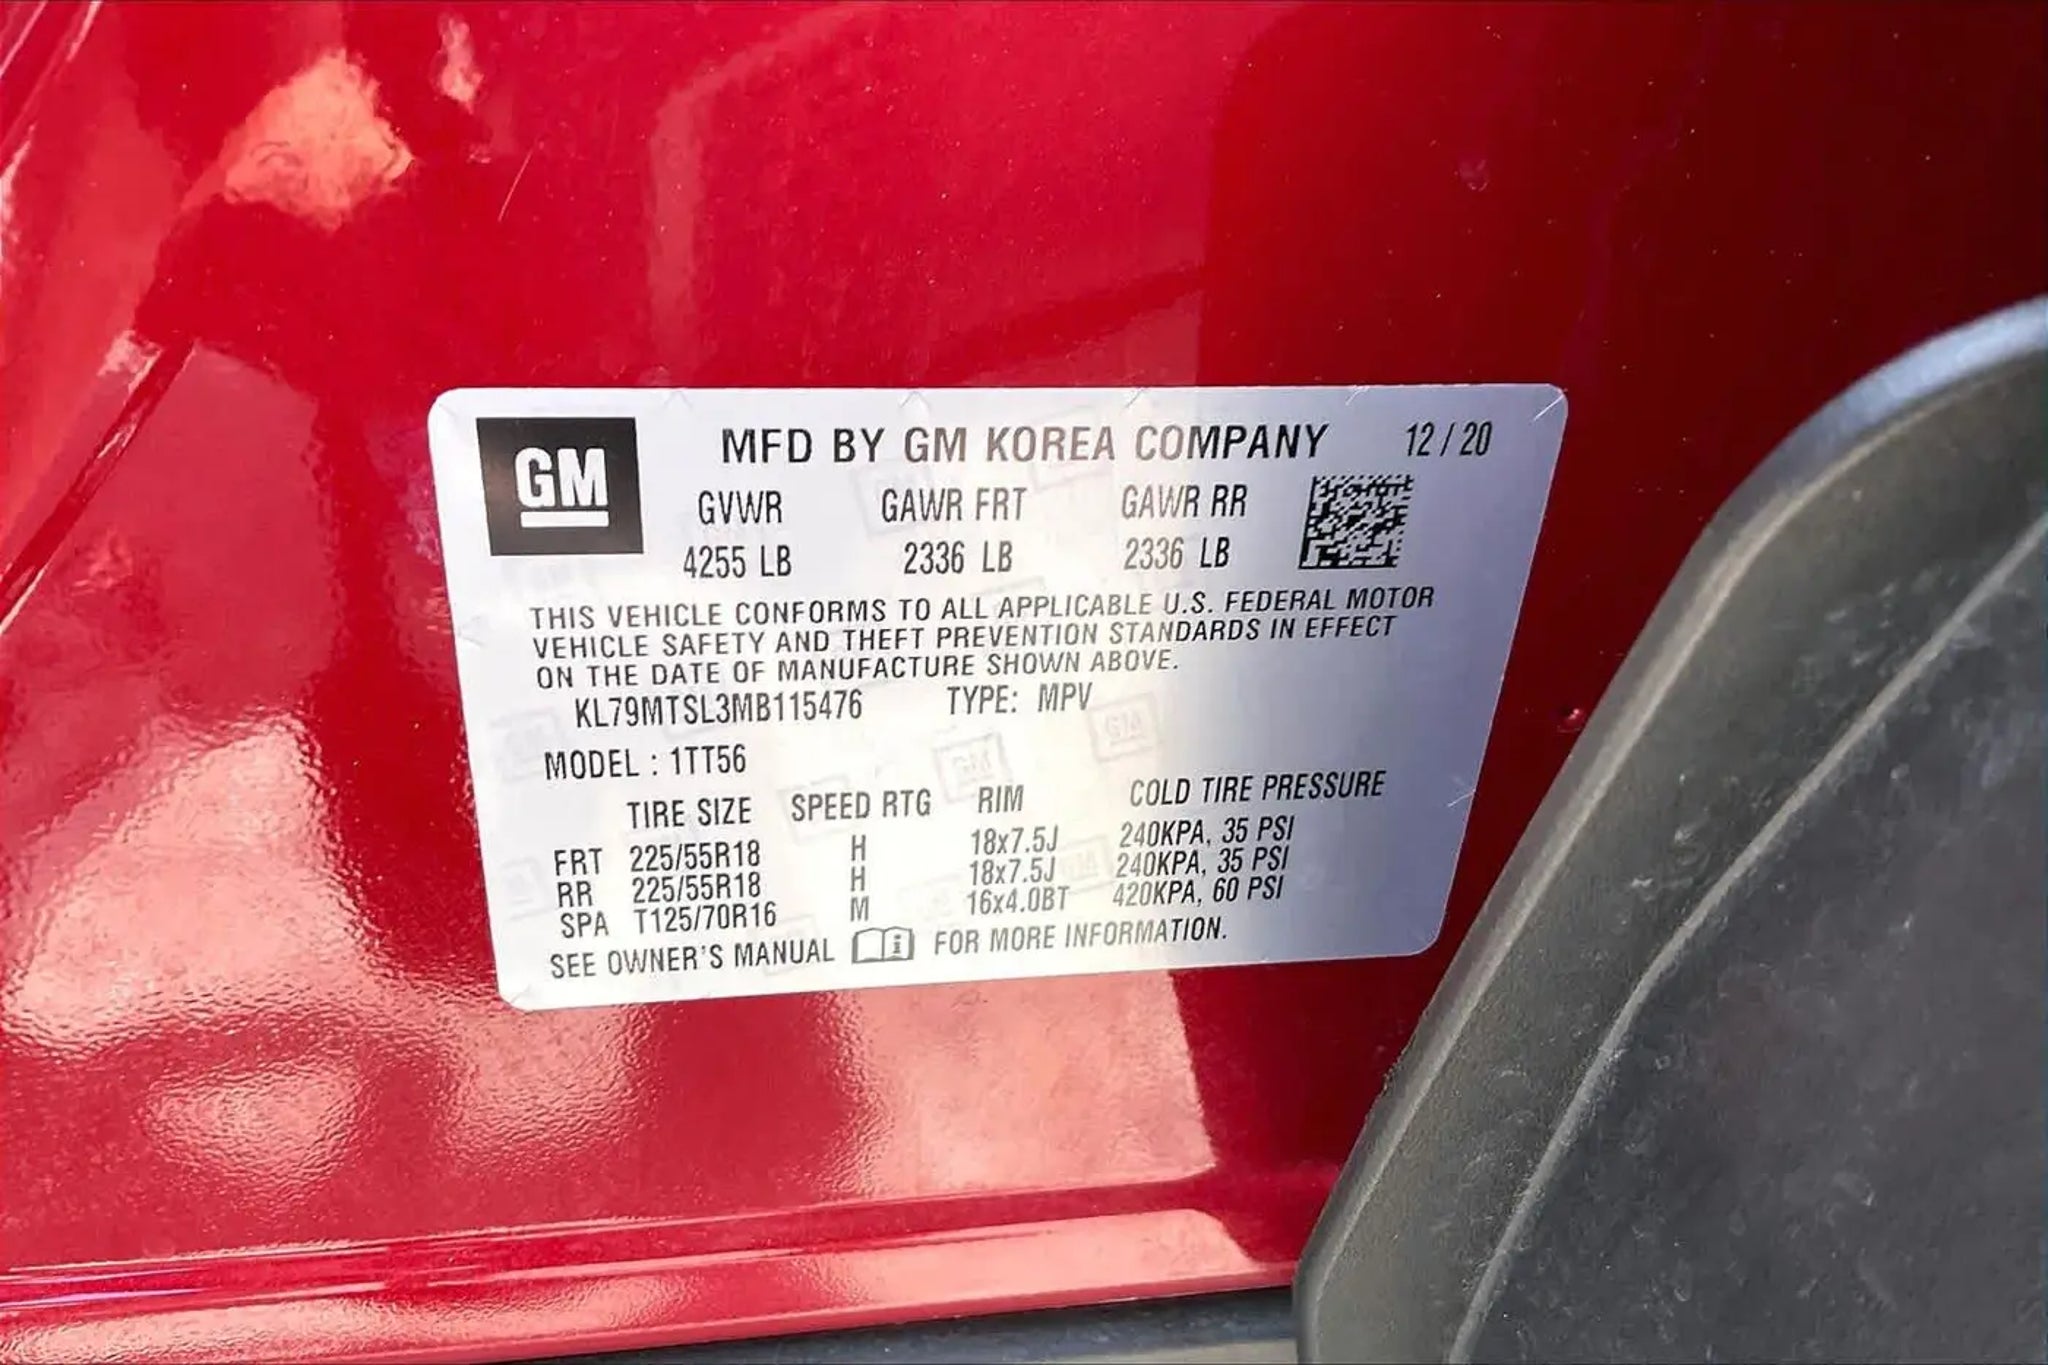 GM
MFD BY GM KOREA COMPANY 12 / 20
GVWR GAWR FRT GAWR RR
4255 LB 2336 LB 2336 LB
THIS VEHICLE CONFORMS TO ALL APPLICABLE U.S. FEDERAL MOTOR
VEHICLE SAFETY AND THEFT PREVENTION STANDARDS IN EFFECT
ON THE DATE OF MANUFACTURE SHOWN ABOVE.
KL79MTSL3MB115476 TYPE: MPV
MODEL : 1TT56
TIRE SIZE SPEED RTG RIM COLD TIRE PRESSURE
FRT 225/55R18 H 18x7.5J 240KPA, 35 PSI
RR 225/55R18 H 18x7.5J 240KPA, 35 PSI
SPA T125/70R16 M 16x4.0BT 420KPA, 60 PSI
SEE OWNER'S MANUAL FOR MORE INFORMATION.